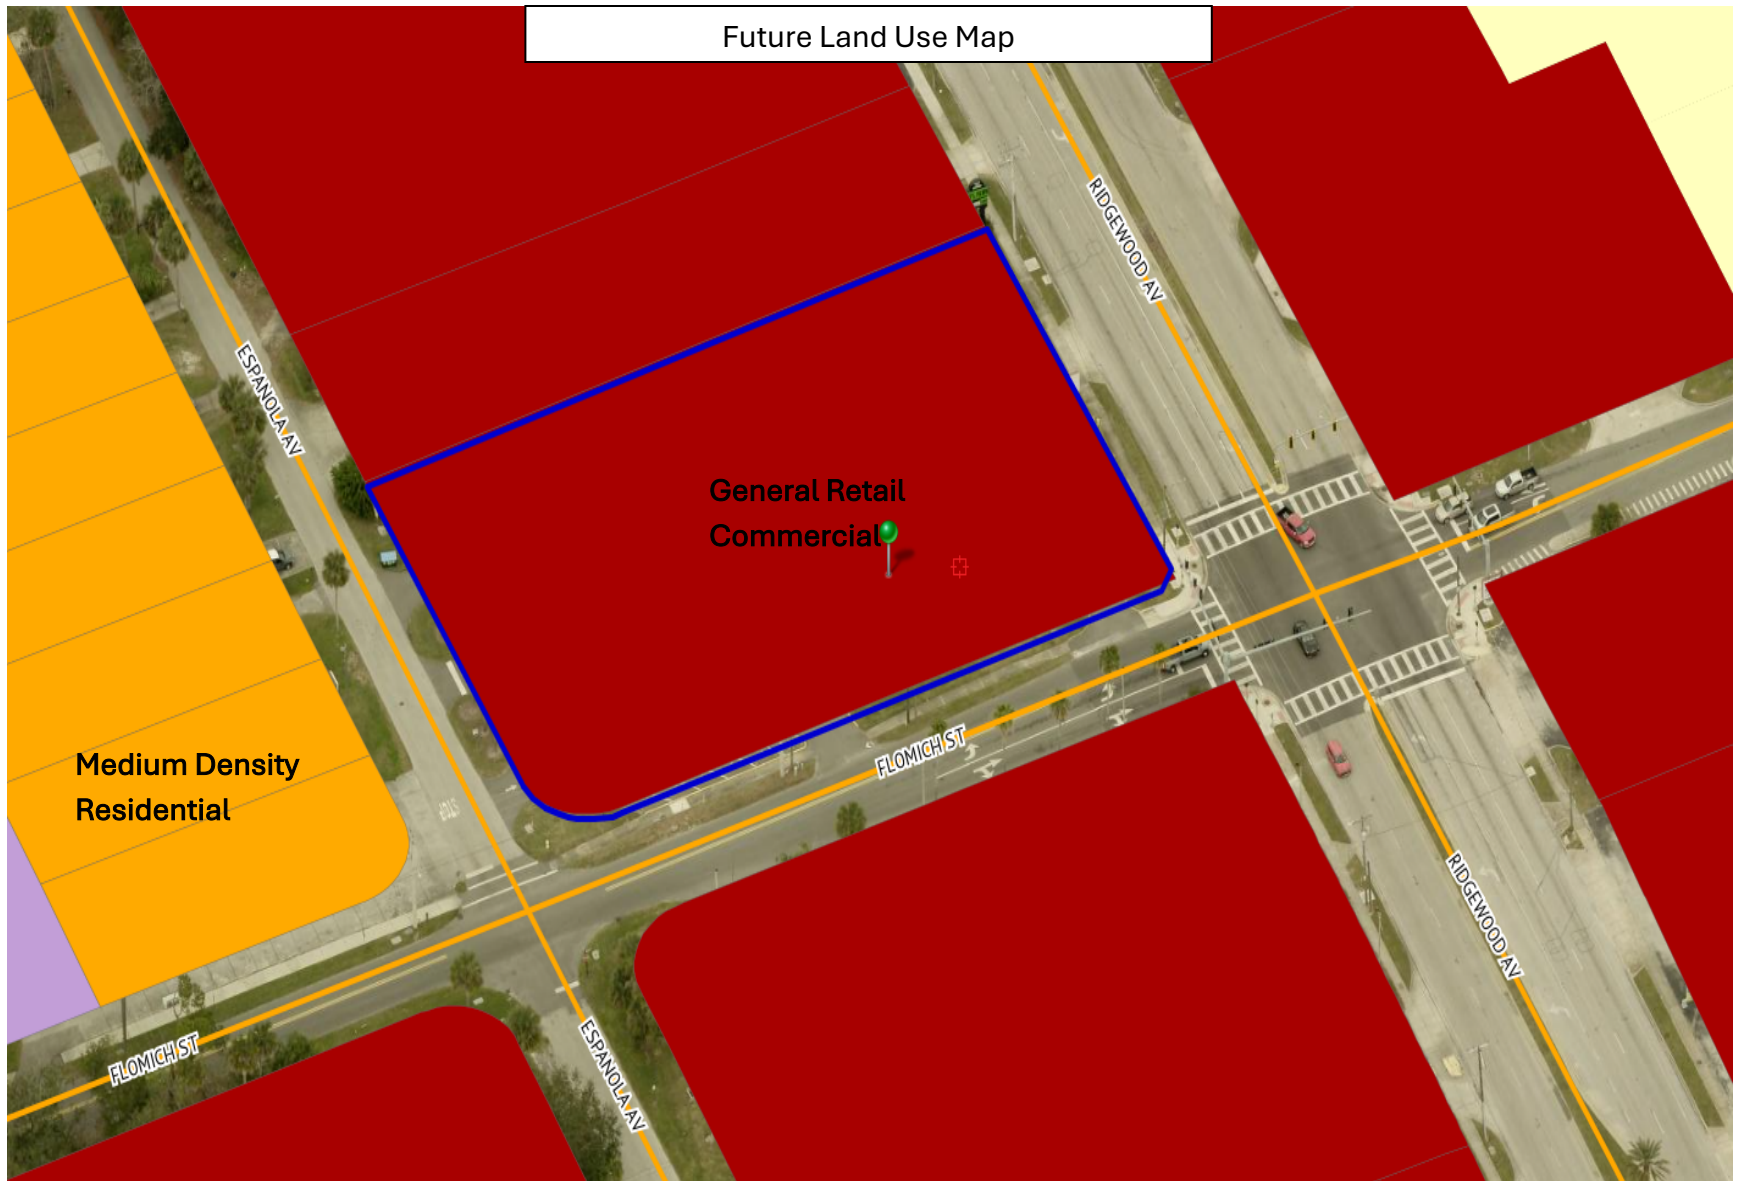 Future Land Use Map
RIDGEWOOD AV
ESPANOLA AV
General Retail
Commercial
FLOMICH ST
Medium Density
Residential
RIDGEWOOD AV
FLOMICH ST
ESPANOLA AV